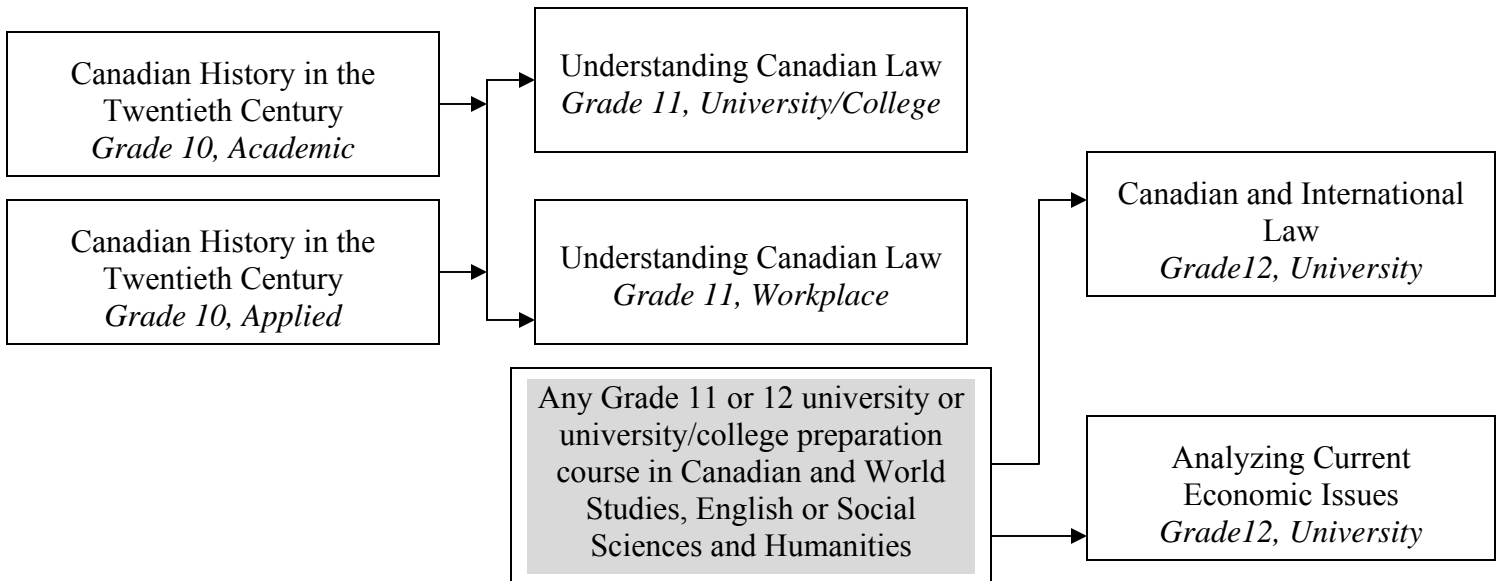 Canadian History in the
Twentieth Century
Grade 10, Academic
Canadian History in the
Twentieth Century
Grade 10, Applied
Understanding Canadian Law
Grade 11, University/College
Understanding Canadian Law
Grade 11, Workplace
Any Grade 11 or 12 university or
university/college preparation
course in Canadian and World
Studies, English or Social
Sciences and Humanities
Canadian and International
Law
Grade12, University
Analyzing Current
Economic Issues
Grade12, University